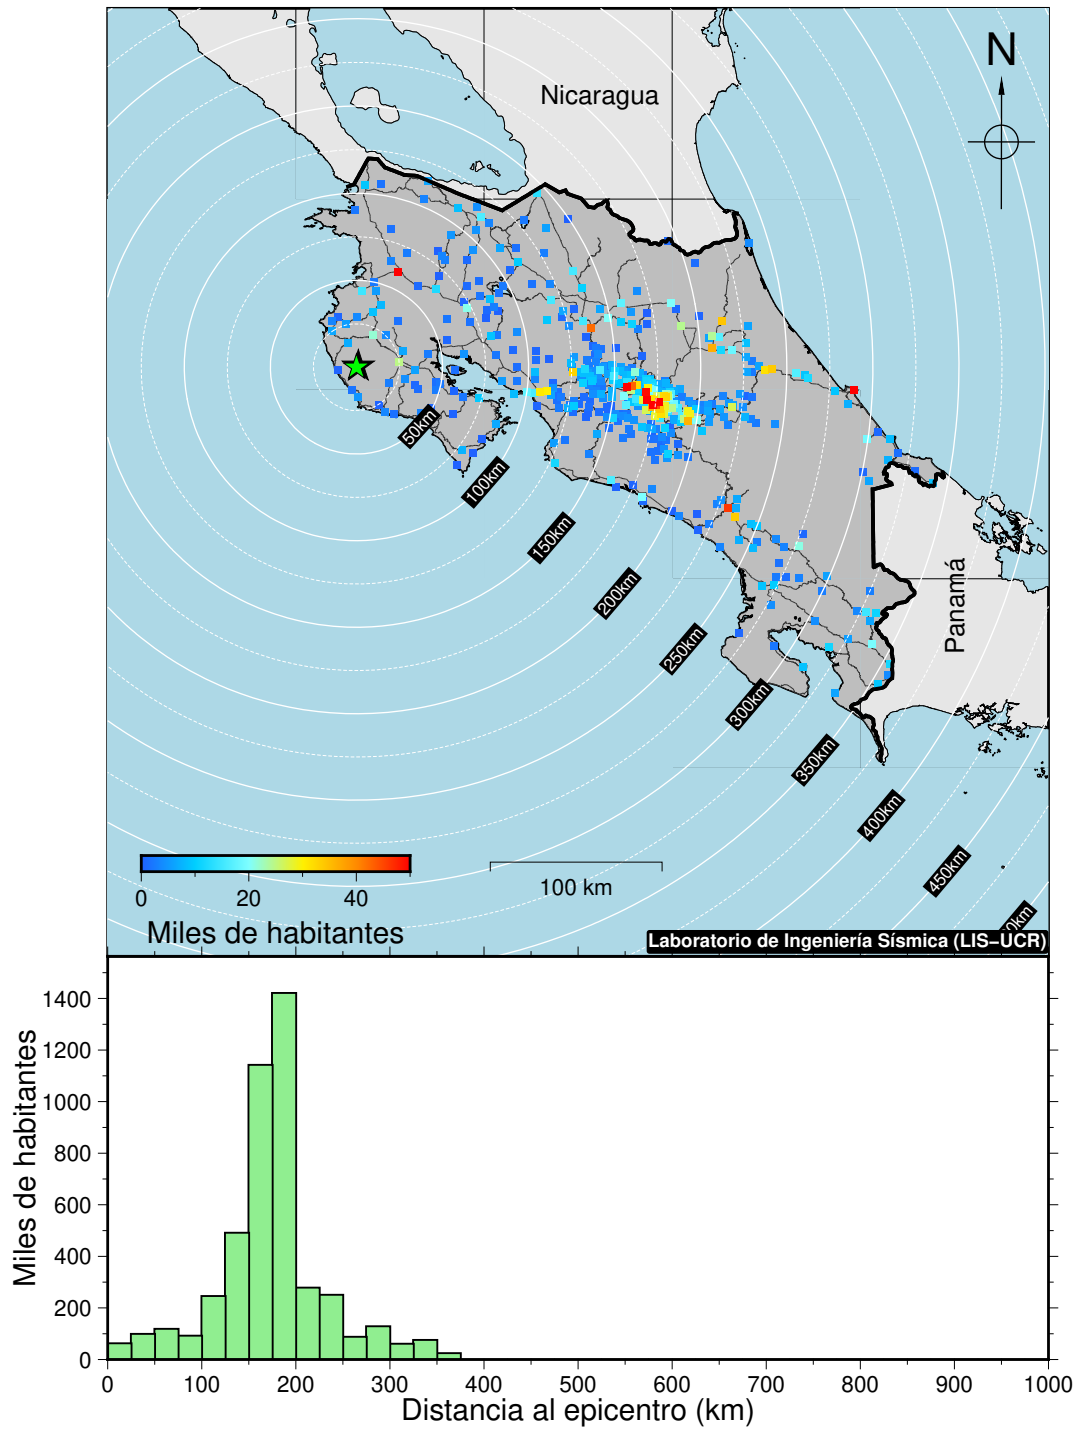 Nicaragua
N
50km
100km
150km
200km
250km
300km
350km
400km
450km
0km
Panamá
0 20 40
Miles de habitantes
100 km
Laboratorio de Ingeniería Sísmica (LIS−UCR)
Miles de habitantes
1400
1200
1000
800
600
400
200
0
0 100 200 300 400 500 600 700 800 900 1000
Distancia al epicentro (km)